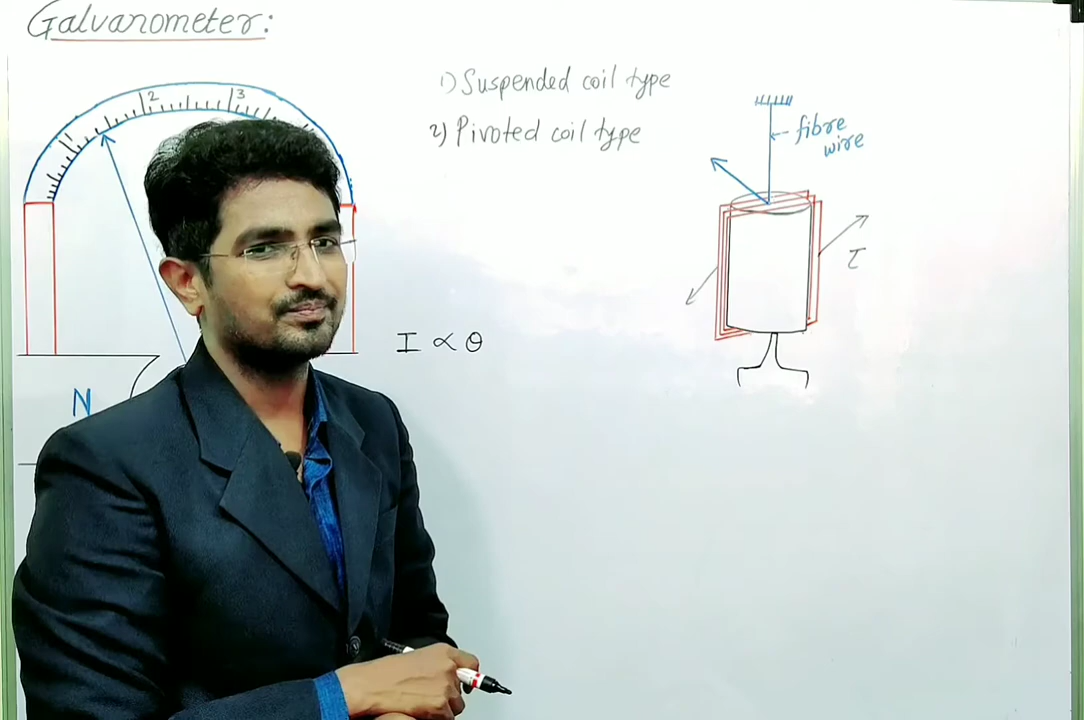 Galvanometer:
1) Suspended coil type
2) Pivoted coil type
2 3
fibre
wire
τ
I ∝ θ
N